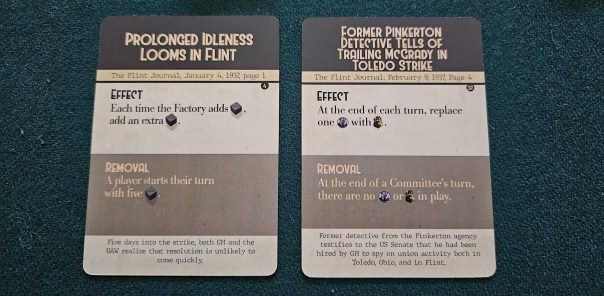 PROLONGED IDLENESS
LOOMS IN FLINT
The Flint Journal, January 4, 1937, page 1
EFFECT
Each time the Factory adds ,
add an extra
REMOVAL
A player starts their turn
with five .
Five days into the strike, both GM and the
UAW realize that resolution is unlikely to
come quickly.
FORMER PINKERTON
DETECTIVE TELLS OF
TRAILING MCGRADY IN
TOLEDO STRIKE
The Flint Journal, February 9, 1937, Page 4
EFFECT
At the end of each turn, replace
one with .
REMOVAL
At the end of a Committee's turn,
there are no or in play.
Former detective from the Pinkerton agency
testifies to the US Senate that he had been
hired by GM to spy on union activity both in
Toledo, Ohio, and in Flint.